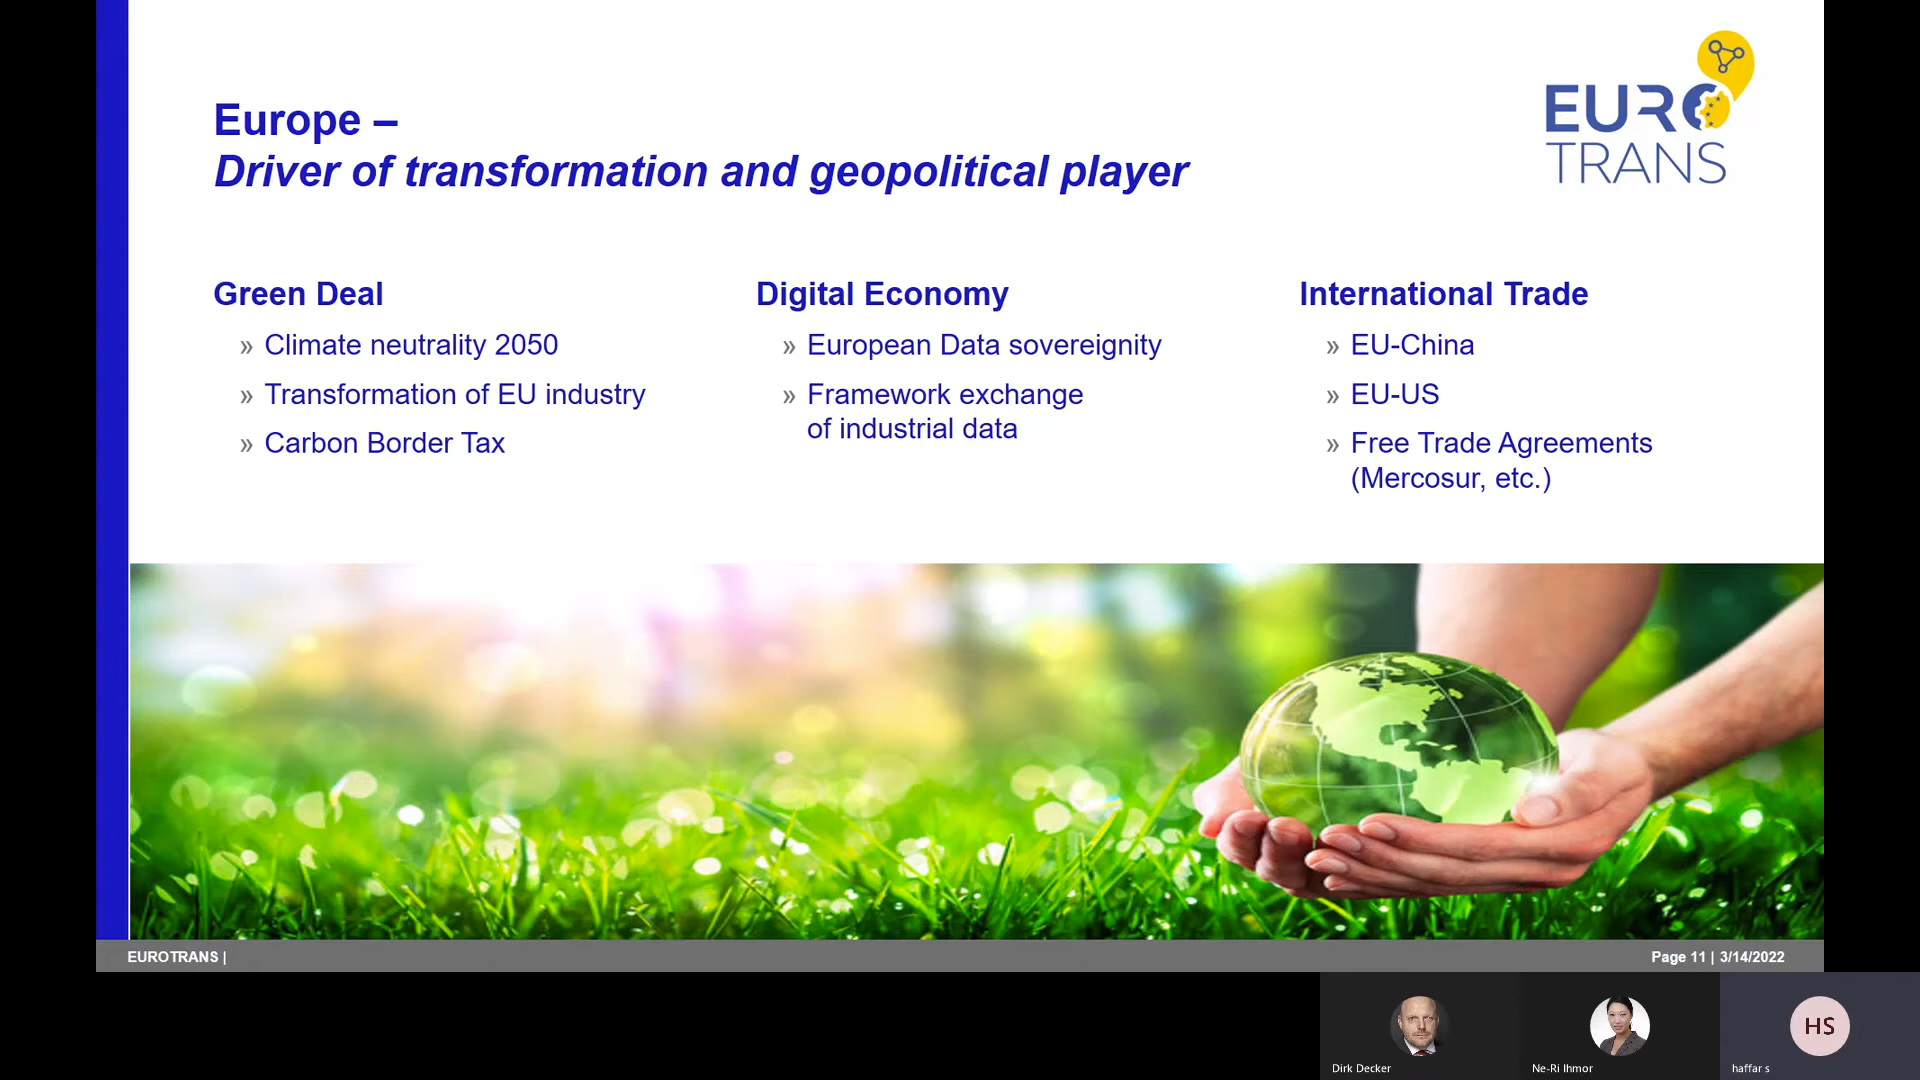 EURO
TRANS
Europe –
Driver of transformation and geopolitical player
Green Deal
» Climate neutrality 2050
» Transformation of EU industry
» Carbon Border Tax
Digital Economy
» European Data sovereignty
» Framework exchange
of industrial data
International Trade
» EU-China
» EU-US
» Free Trade Agreements
(Mercosur, etc.)
EUROTRANS |
Page 11 | 3/14/2022
HS
Dirk Decker
Ne-Ri Ihmor
haffar s